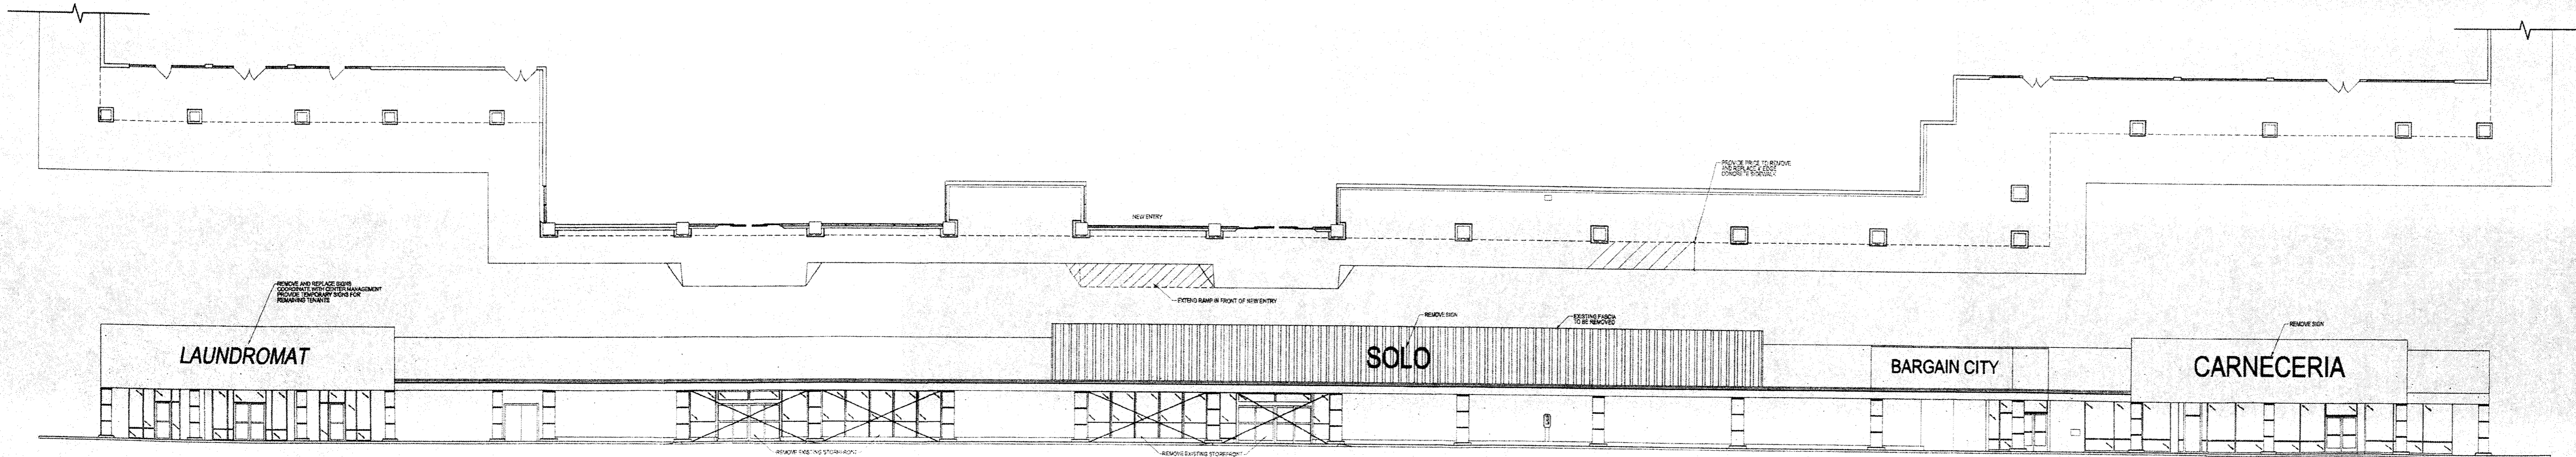 PROVIDE PRICE TO REMOVE
AND REPLACE EDGE
CONCRETE SIDEWALK
NEW ENTRY
REMOVE AND REPLACE SIGNS
COORDINATE WITH CENTER MANAGEMENT
PROVIDE TEMPORARY SIGNS FOR
REMAINING TENANTS
EXTEND RAMP IN FRONT OF NEW ENTRY
REMOVE SIGN
EXISTING FASCIA
TO BE REMOVED
REMOVE SIGN
LAUNDROMAT
SOLO
BARGAIN CITY
CARNECERIA
REMOVE EXISTING STOREFRONT
REMOVE EXISTING STOREFRONT